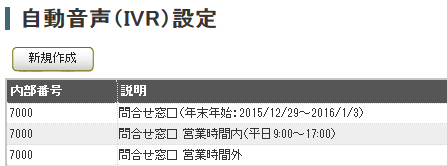 自動音声(IVR)設定
新規作成
内部番号 説明
7000 問合せ窓口(年末年始：2015/12/29～2016/1/3)
7000 問合せ窓口 営業時間内(平日9:00～17:00)
7000 問合せ窓口 営業時間外